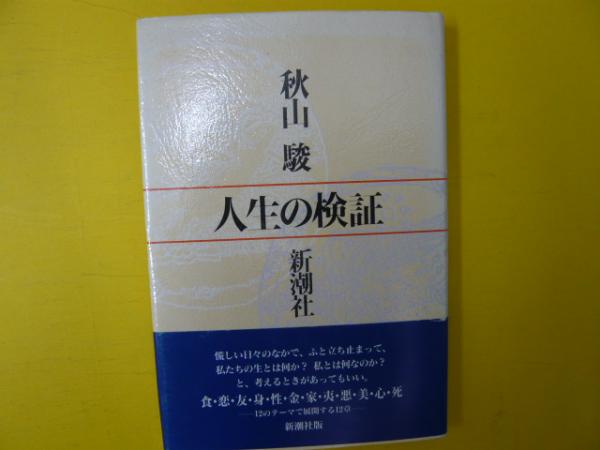 秋山 駿
人生の検証
新潮社
慌しい日々のなかで、ふと立ち止まって、
私たちの生とは何か? 私とは何なのか?
と、考えるときがあってもいい。
食・恋・友・身・性・金・家・夷・悪・美・心・死
──12のテーマで展開する12章──
新潮社版